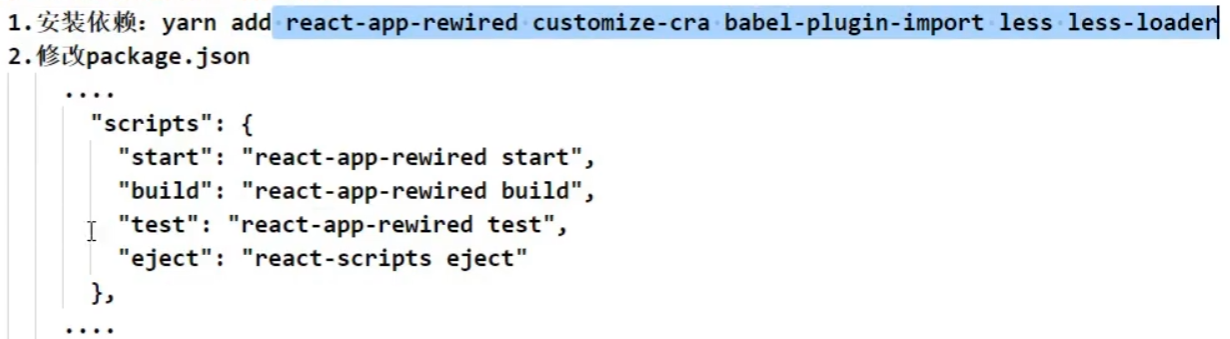 1.安装依赖：yarn add react-app-rewired customize-cra babel-plugin-import less less-loader
2.修改package.json
....
"scripts": {
"start": "react-app-rewired start",
"build": "react-app-rewired build",
"test": "react-app-rewired test",
"eject": "react-scripts eject"
},
....